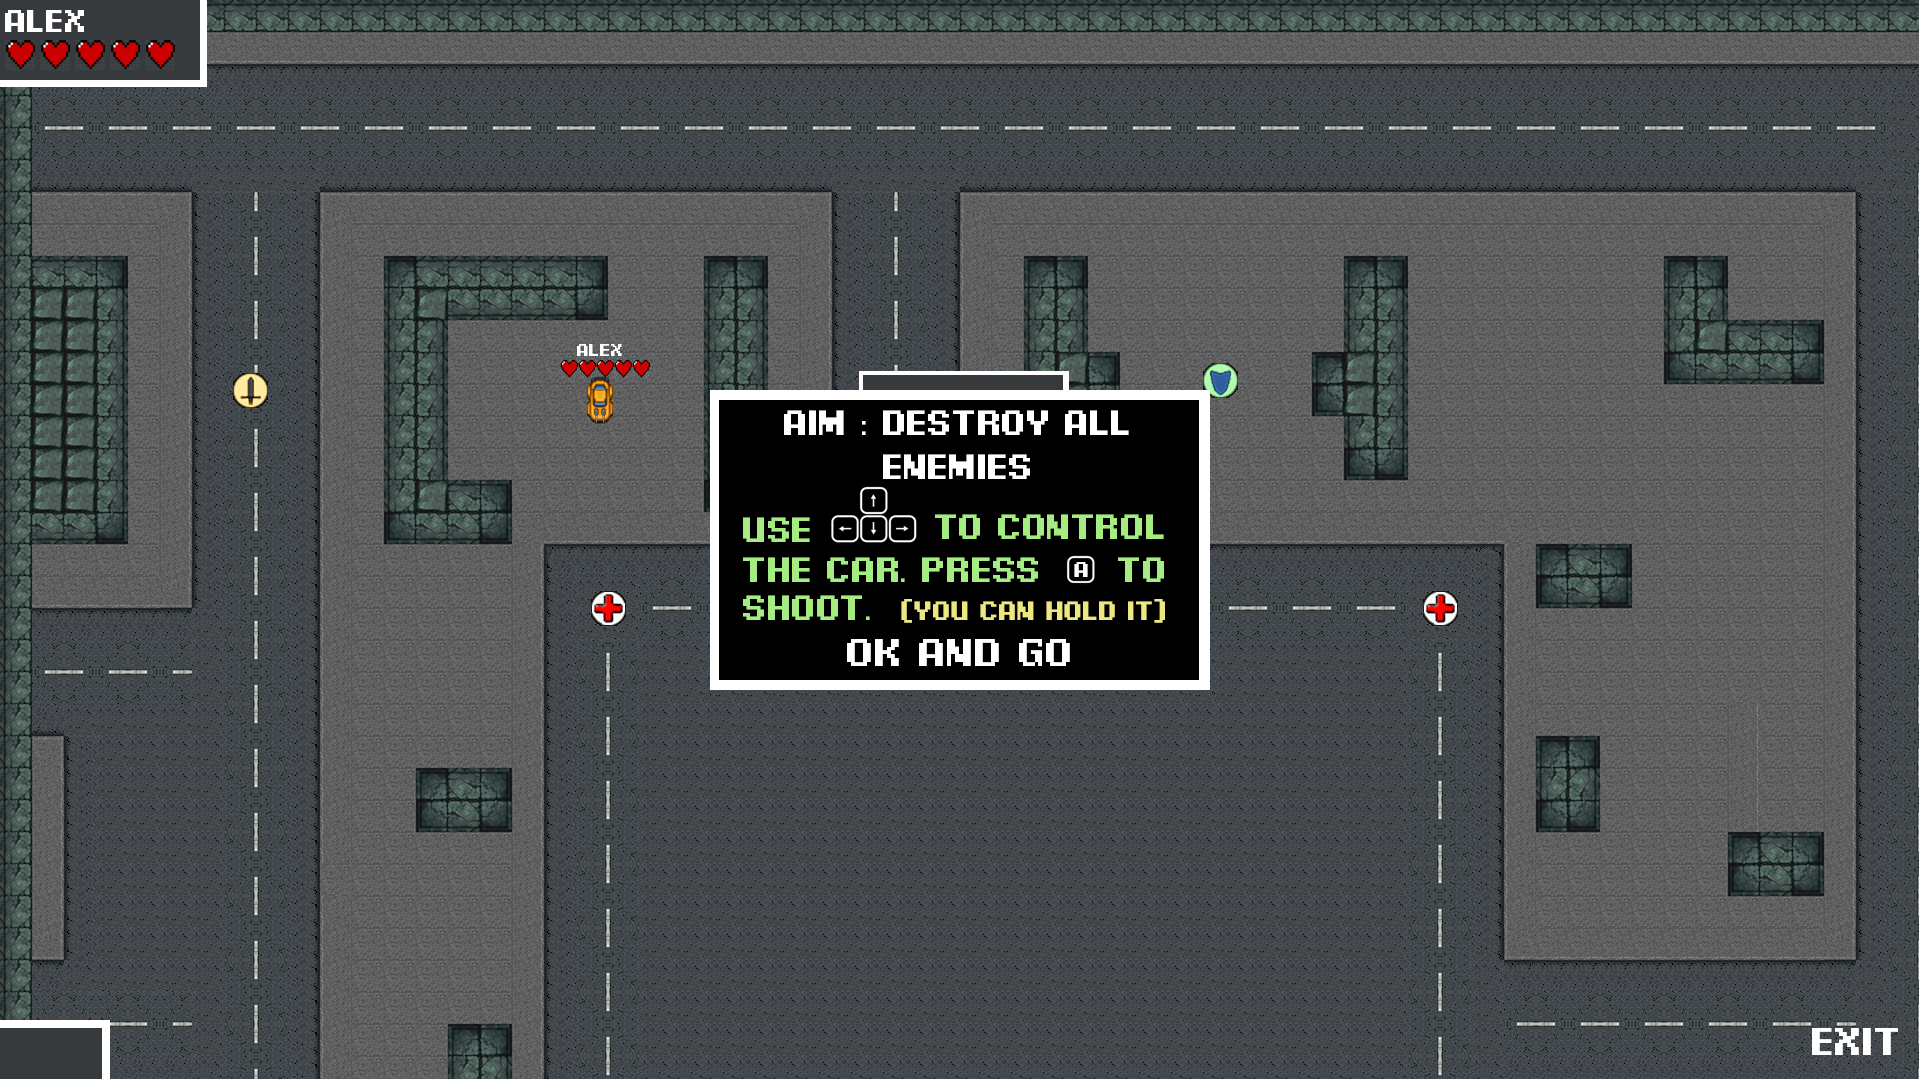 ALEX
ALEX
AIM : DESTROY ALL
ENEMIES
USE ↑ ← ↓ → TO CONTROL
THE CAR. PRESS A TO
SHOOT. (YOU CAN HOLD IT)
OK AND GO
EXIT